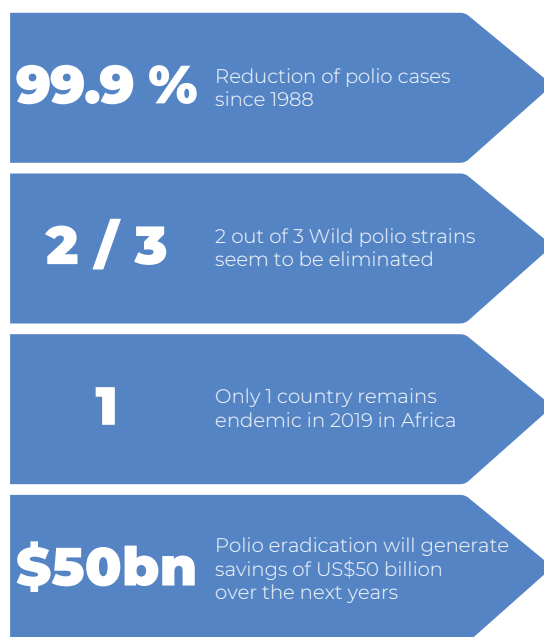 99.9 %
Reduction of polio cases
since 1988
2 / 3
2 out of 3 Wild polio strains
seem to be eliminated
1
Only 1 country remains
endemic in 2019 in Africa
$50bn
Polio eradication will generate
savings of US$50 billion
over the next years